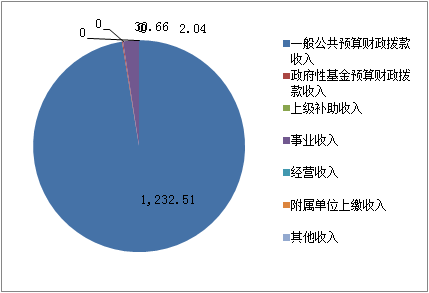 0
0
30.66
0
2.04
1,232.51
一般公共预算财政拨款
收入
政府性基金预算财政拨
款收入
上级补助收入
事业收入
经营收入
附属单位上缴收入
其他收入